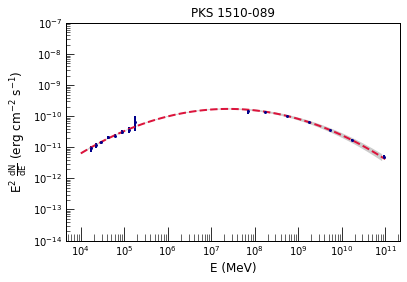 PKS 1510-089
E² dN/dE (erg cm⁻² s⁻¹)
10⁻⁷
10⁻⁸
10⁻⁹
10⁻¹⁰
10⁻¹¹
10⁻¹²
10⁻¹³
10⁻¹⁴
10⁴ 10⁵ 10⁶ 10⁷ 10⁸ 10⁹ 10¹⁰ 10¹¹
E (MeV)